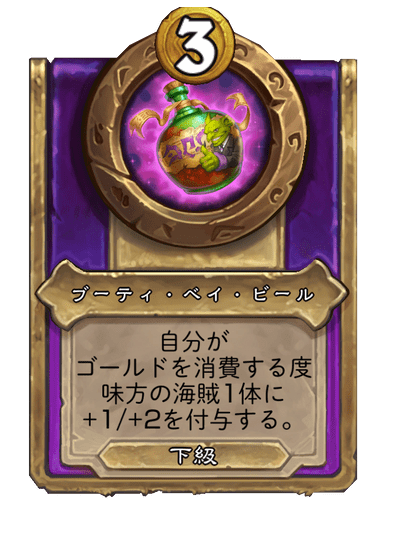 3
ブーティ・ベイ・ビール
自分が
ゴールドを消費する度
味方の海賊1体に
+1/+2を付与する。
下級